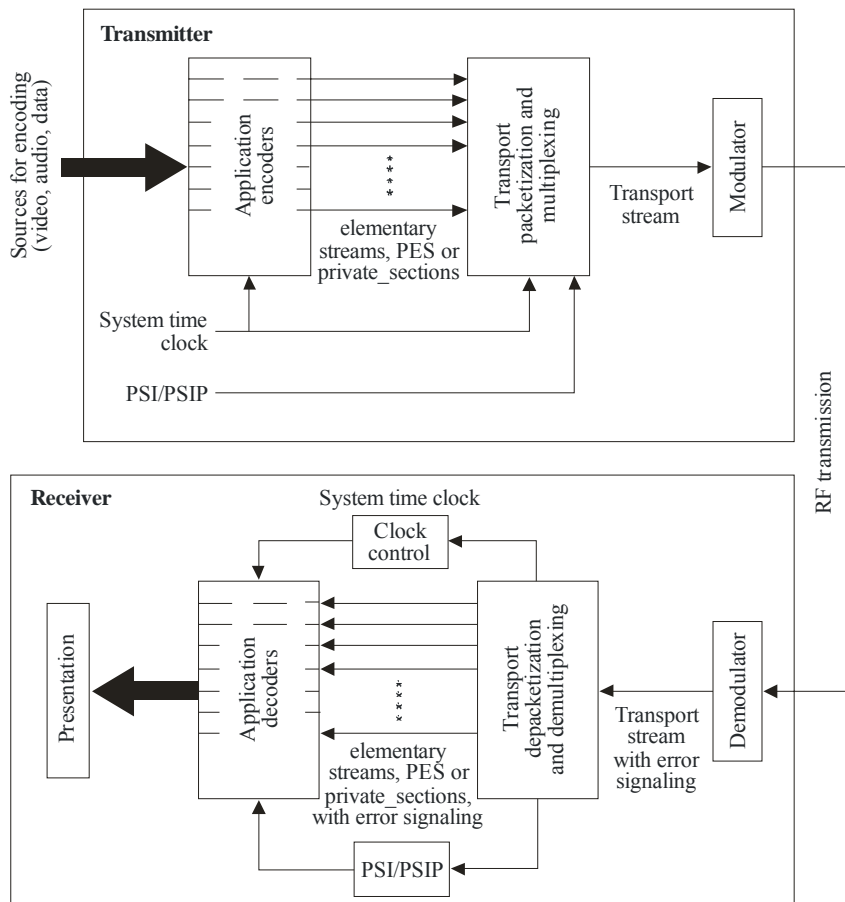 Transmitter
Sources for encoding
(video, audio, data)
Application
encoders
elementary
streams, PES or
private_sections
Transport
packetization and
multiplexing
Transport
stream
Modulator
System time
clock
PSI/PSIP
RF transmission
Receiver
System time clock
Clock
control
Presentation
Application
decoders
elementary
streams, PES or
private_sections,
with error signaling
Transport
depacketization
and demultiplexing
Transport
stream
with error
signaling
Demodulator
PSI/PSIP